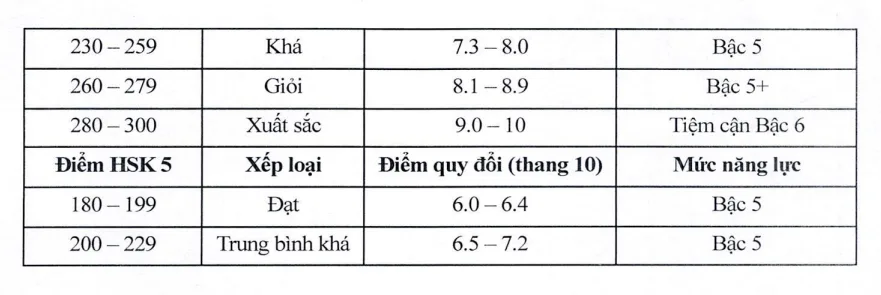 230 – 259 Khá 7.3 – 8.0 Bậc 5
260 – 279 Giỏi 8.1 – 8.9 Bậc 5+
280 – 300 Xuất sắc 9.0 – 10 Tiệm cận Bậc 6
Điểm HSK 5 Xếp loại Điểm quy đổi (thang 10) Mức năng lực
180 – 199 Đạt 6.0 – 6.4 Bậc 5
200 – 229 Trung bình khá 6.5 – 7.2 Bậc 5